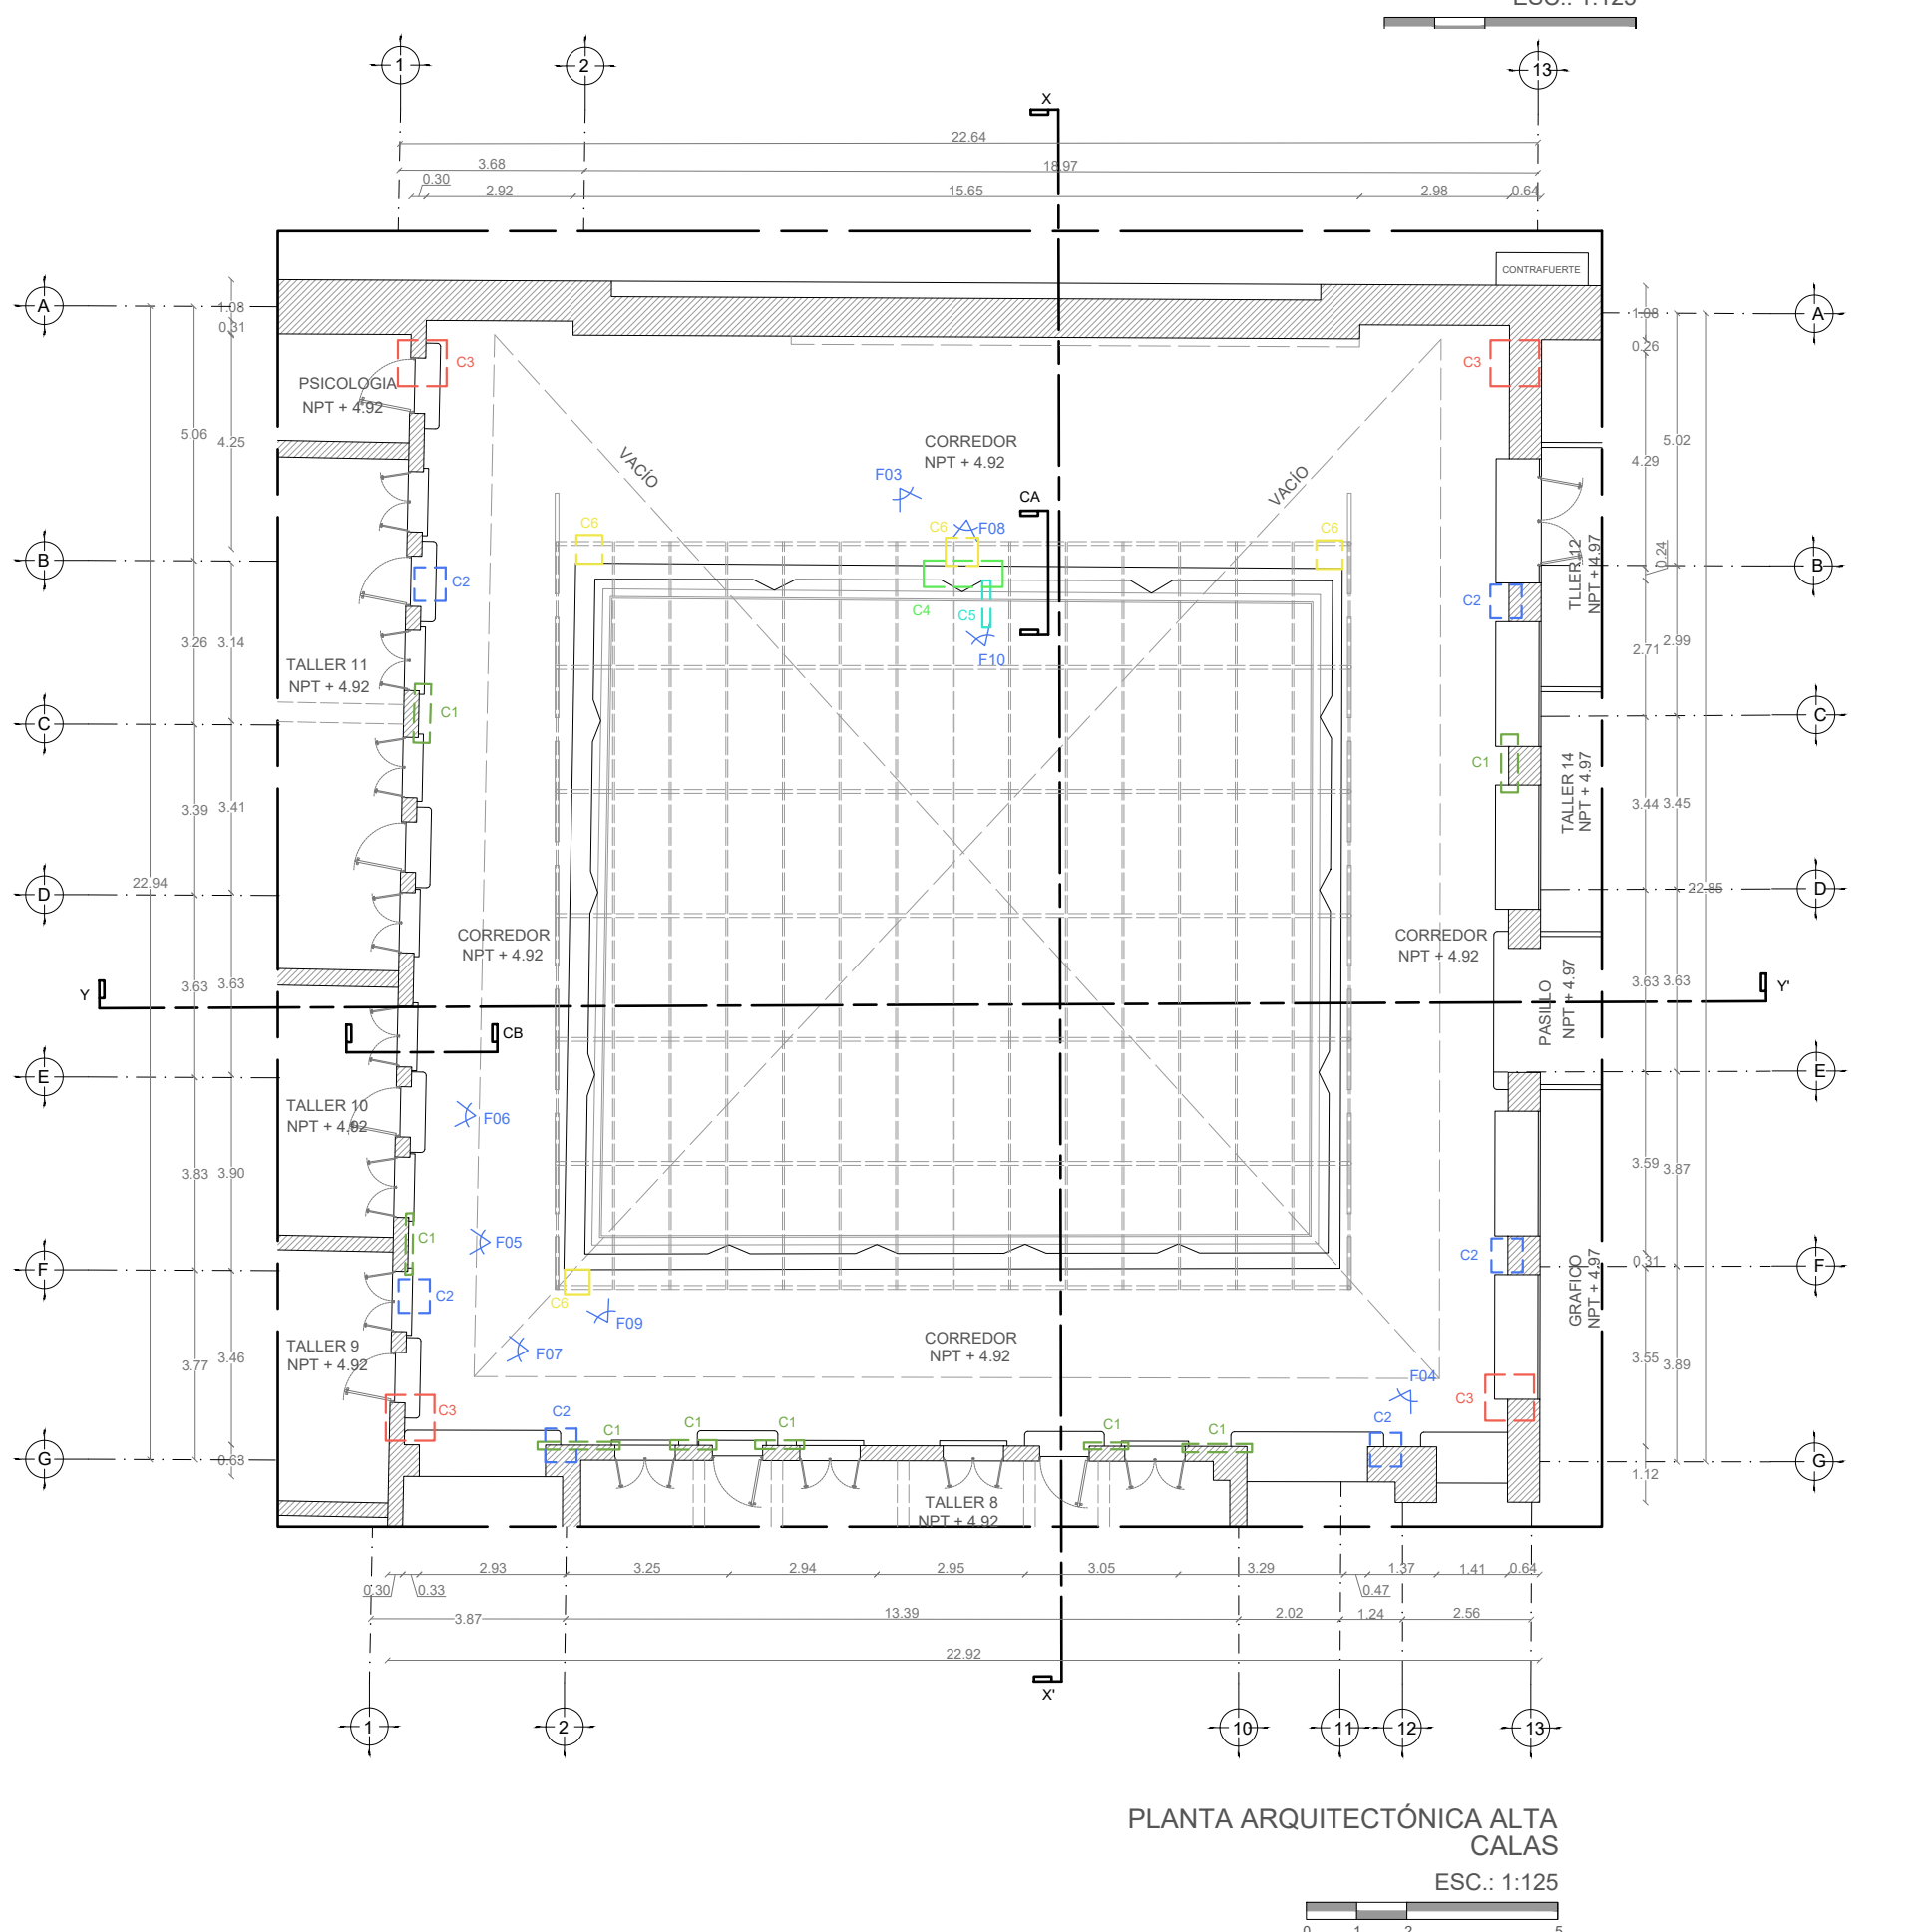 ESC.: 1:125
1
2
13
X
22.64
3.68
18.97
0.30
2.92
15.65
2.98
0.64
CONTRAFUERTE
A
A
1.08
0.31
1.08
0.26
C3
C3
PSICOLOGIA
NPT + 4.92
5.06
4.25
CORREDOR
NPT + 4.92
VACÍO
VACÍO
4.29
5.02
F03
CA
C6
C6
F08
C6
B
B
TLLER 12
NPT + 4.97
0.24
C2
C4
C5
C2
3.26
3.14
2.71
2.99
F10
TALLER 11
NPT + 4.92
C
C1
C
C1
TALLER 14
NPT + 4.97
3.39
3.41
3.44
3.45
D
22.94
22.85
D
CORREDOR
NPT + 4.92
CORREDOR
NPT + 4.92
3.63
3.63
3.63
3.63
Y
Y'
PASILLO
NPT + 4.97
CB
E
E
TALLER 10
NPT + 4.92
F06
3.83
3.90
3.59
3.87
C1
F05
C2
F
F
0.31
GRAFICO
NPT + 4.97
C2
C6
F09
TALLER 9
NPT + 4.92
3.77
3.46
F07
CORREDOR
NPT + 4.92
3.55
3.89
F04
C3
C3
C2
C1
C1
C1
C1
C1
C2
G
0.63
G
1.12
TALLER 8
NPT + 4.92
2.93
3.25
2.94
2.95
3.05
3.29
1.37
1.41
0.64
0.30
0.33
0.47
3.87
13.39
2.02
1.24
2.56
22.92
X'
1
2
10
11
12
13
PLANTA ARQUITECTÓNICA ALTA
CALAS
ESC.: 1:125
0 1 2 5